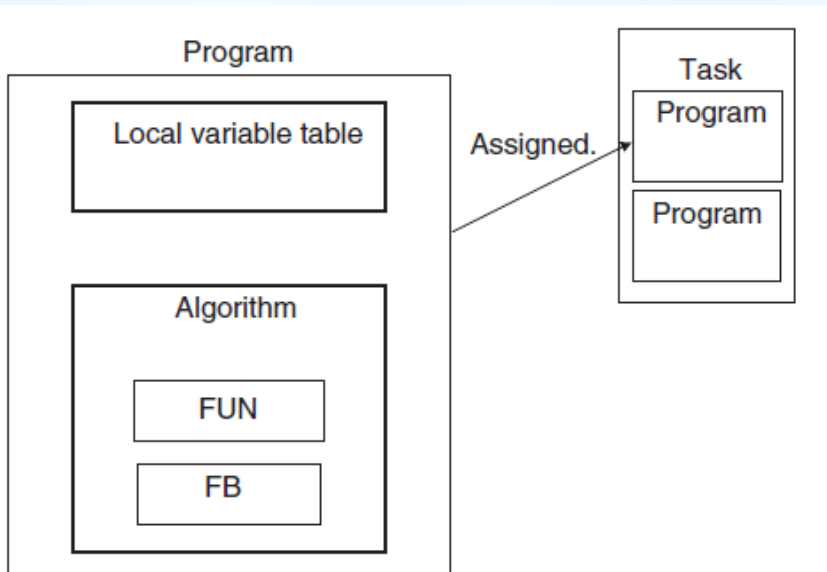 Program
Local variable table
Algorithm
FUN
FB
Assigned.
Task
Program
Program